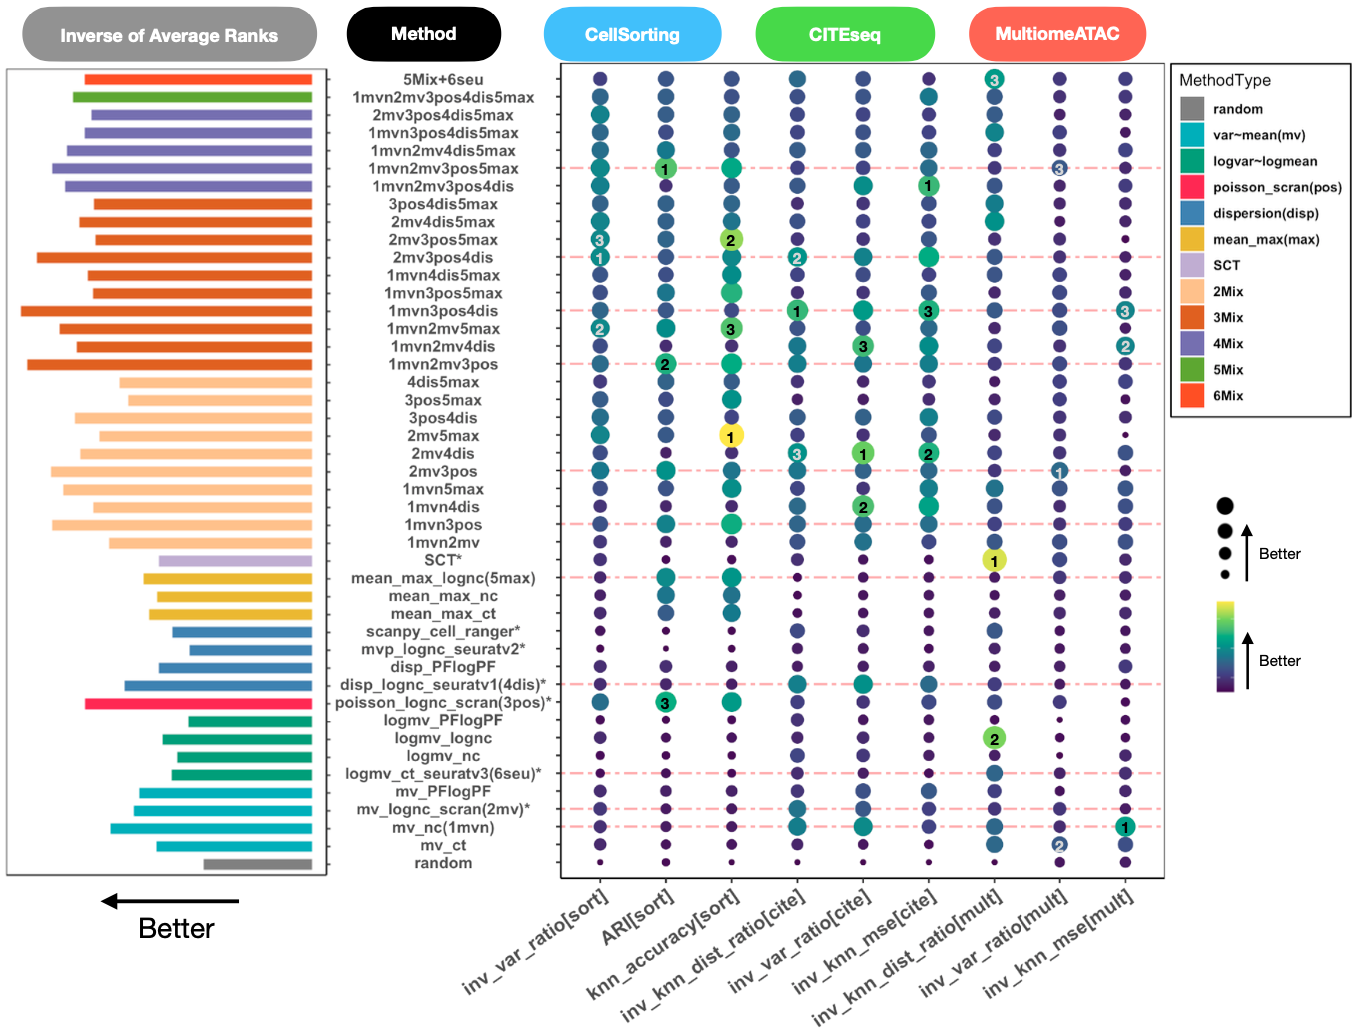 Inverse of Average Ranks
Method
CellSorting
CITEseq
MultiomeATAC
5Mix+6seu
3
1mvn2mv3pos4dis5max
2mv3pos4dis5max
1mvn3pos4dis5max
1mvn2mv4dis5max
1mvn2mv3pos5max
1 3
1mvn2mv3pos4dis
1
3pos4dis5max
2mv4dis5max
2mv3pos5max
3 2
2mv3pos4dis
1 2
1mvn4dis5max
1mvn3pos5max
1mvn3pos4dis
1 3 3
1mvn2mv5max
2 3
1mvn2mv4dis
3 2
1mvn2mv3pos
2
4dis5max
3pos5max
3pos4dis
2mv5max
1
2mv4dis
3 1 2
2mv3pos
1
1mvn5max
1mvn4dis
2
1mvn3pos
1mvn2mv
SCT*
1
mean_max_lognc(5max)
mean_max_nc
mean_max_ct
scanpy_cell_ranger*
mvp_lognc_seuratv2*
disp_PFlogPF
disp_lognc_seuratv1(4dis)*
poisson_lognc_scran(3pos)*
3
logmv_PFlogPF
logmv_lognc
2
logmv_nc
logmv_ct_seuratv3(6seu)*
mv_PFlogPF
mv_lognc_scran(2mv)*
mv_nc(1mvn)
1
mv_ct
2
random
Better
inv_var_ratio[sort]
ARI[sort]
knn_accuracy[sort]
inv_knn_dist_ratio[cite]
inv_var_ratio[cite]
inv_knn_mse[cite]
inv_knn_dist_ratio[mult]
inv_var_ratio[mult]
inv_knn_mse[mult]
MethodType
random
var~mean(mv)
logvar~logmean
poisson_scran(pos)
dispersion(disp)
mean_max(max)
SCT
2Mix
3Mix
4Mix
5Mix
6Mix
Better
Better